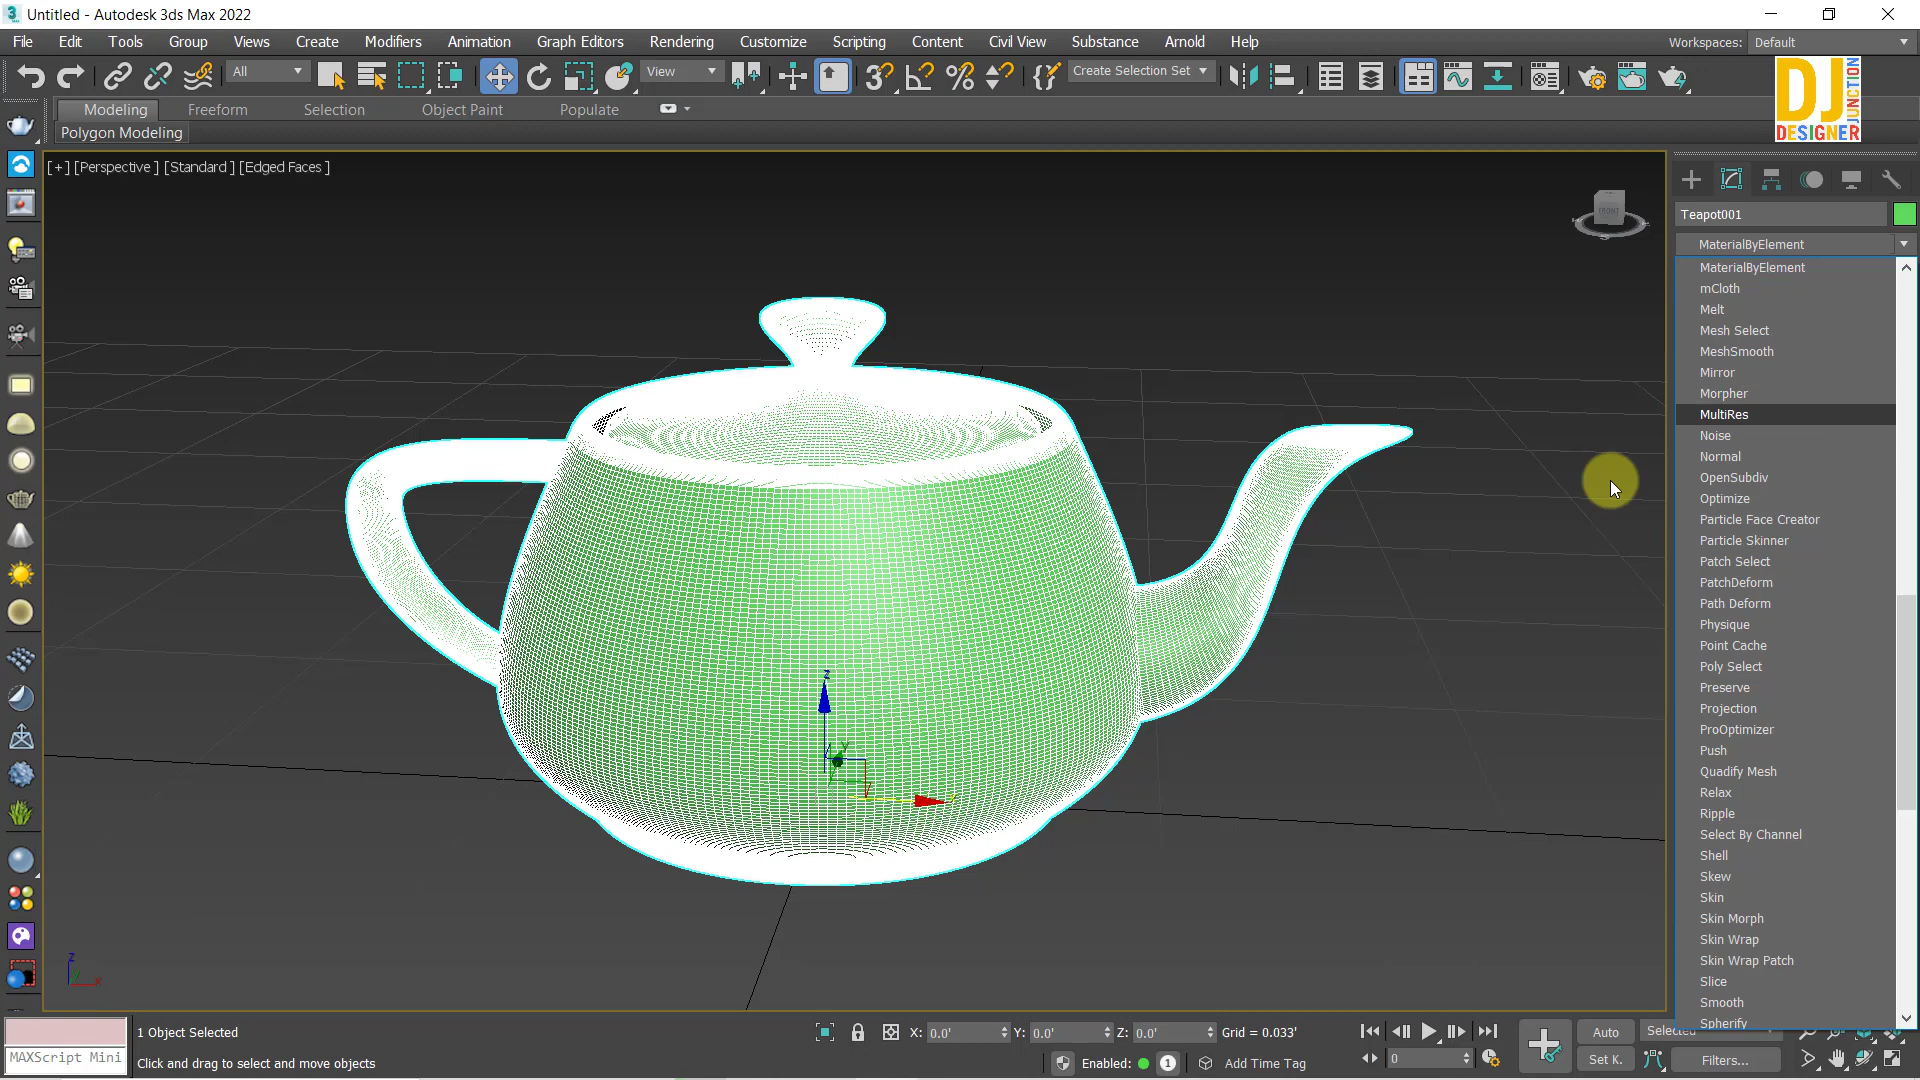 Untitled - Autodesk 3ds Max 2022
File Edit Tools Group Views Create Modifiers Animation Graph Editors Rendering Customize Scripting Content Civil View Substance Arnold Help Workspaces: Default
All View Create Selection Set
DJ JUNCTION
DESIGNER
Modeling Freeform Selection Object Paint Populate
Polygon Modeling
[+] [Perspective ] [Standard ] [Edged Faces ]
FRONT
Teapot001
MaterialByElement
MaterialByElement
mCloth
Melt
Mesh Select
MeshSmooth
Mirror
Morpher
MultiRes
Noise
Normal
OpenSubdiv
Optimize
Particle Face Creator
Particle Skinner
Patch Select
PatchDeform
Path Deform
Physique
Point Cache
Poly Select
Preserve
Projection
ProOptimizer
Push
Quadify Mesh
Relax
Ripple
Select By Channel
Shell
Skew
Skin
Skin Morph
Skin Wrap
Skin Wrap Patch
Slice
Smooth
Spherify
z
y
z
y
x
1 Object Selected X: 0.0' Y: 0.0' Z: 0.0' Grid = 0.033' Auto Selected
MAXScript Mini Click and drag to select and move objects Enabled: 1 Add Time Tag 0 Set K. Filters...